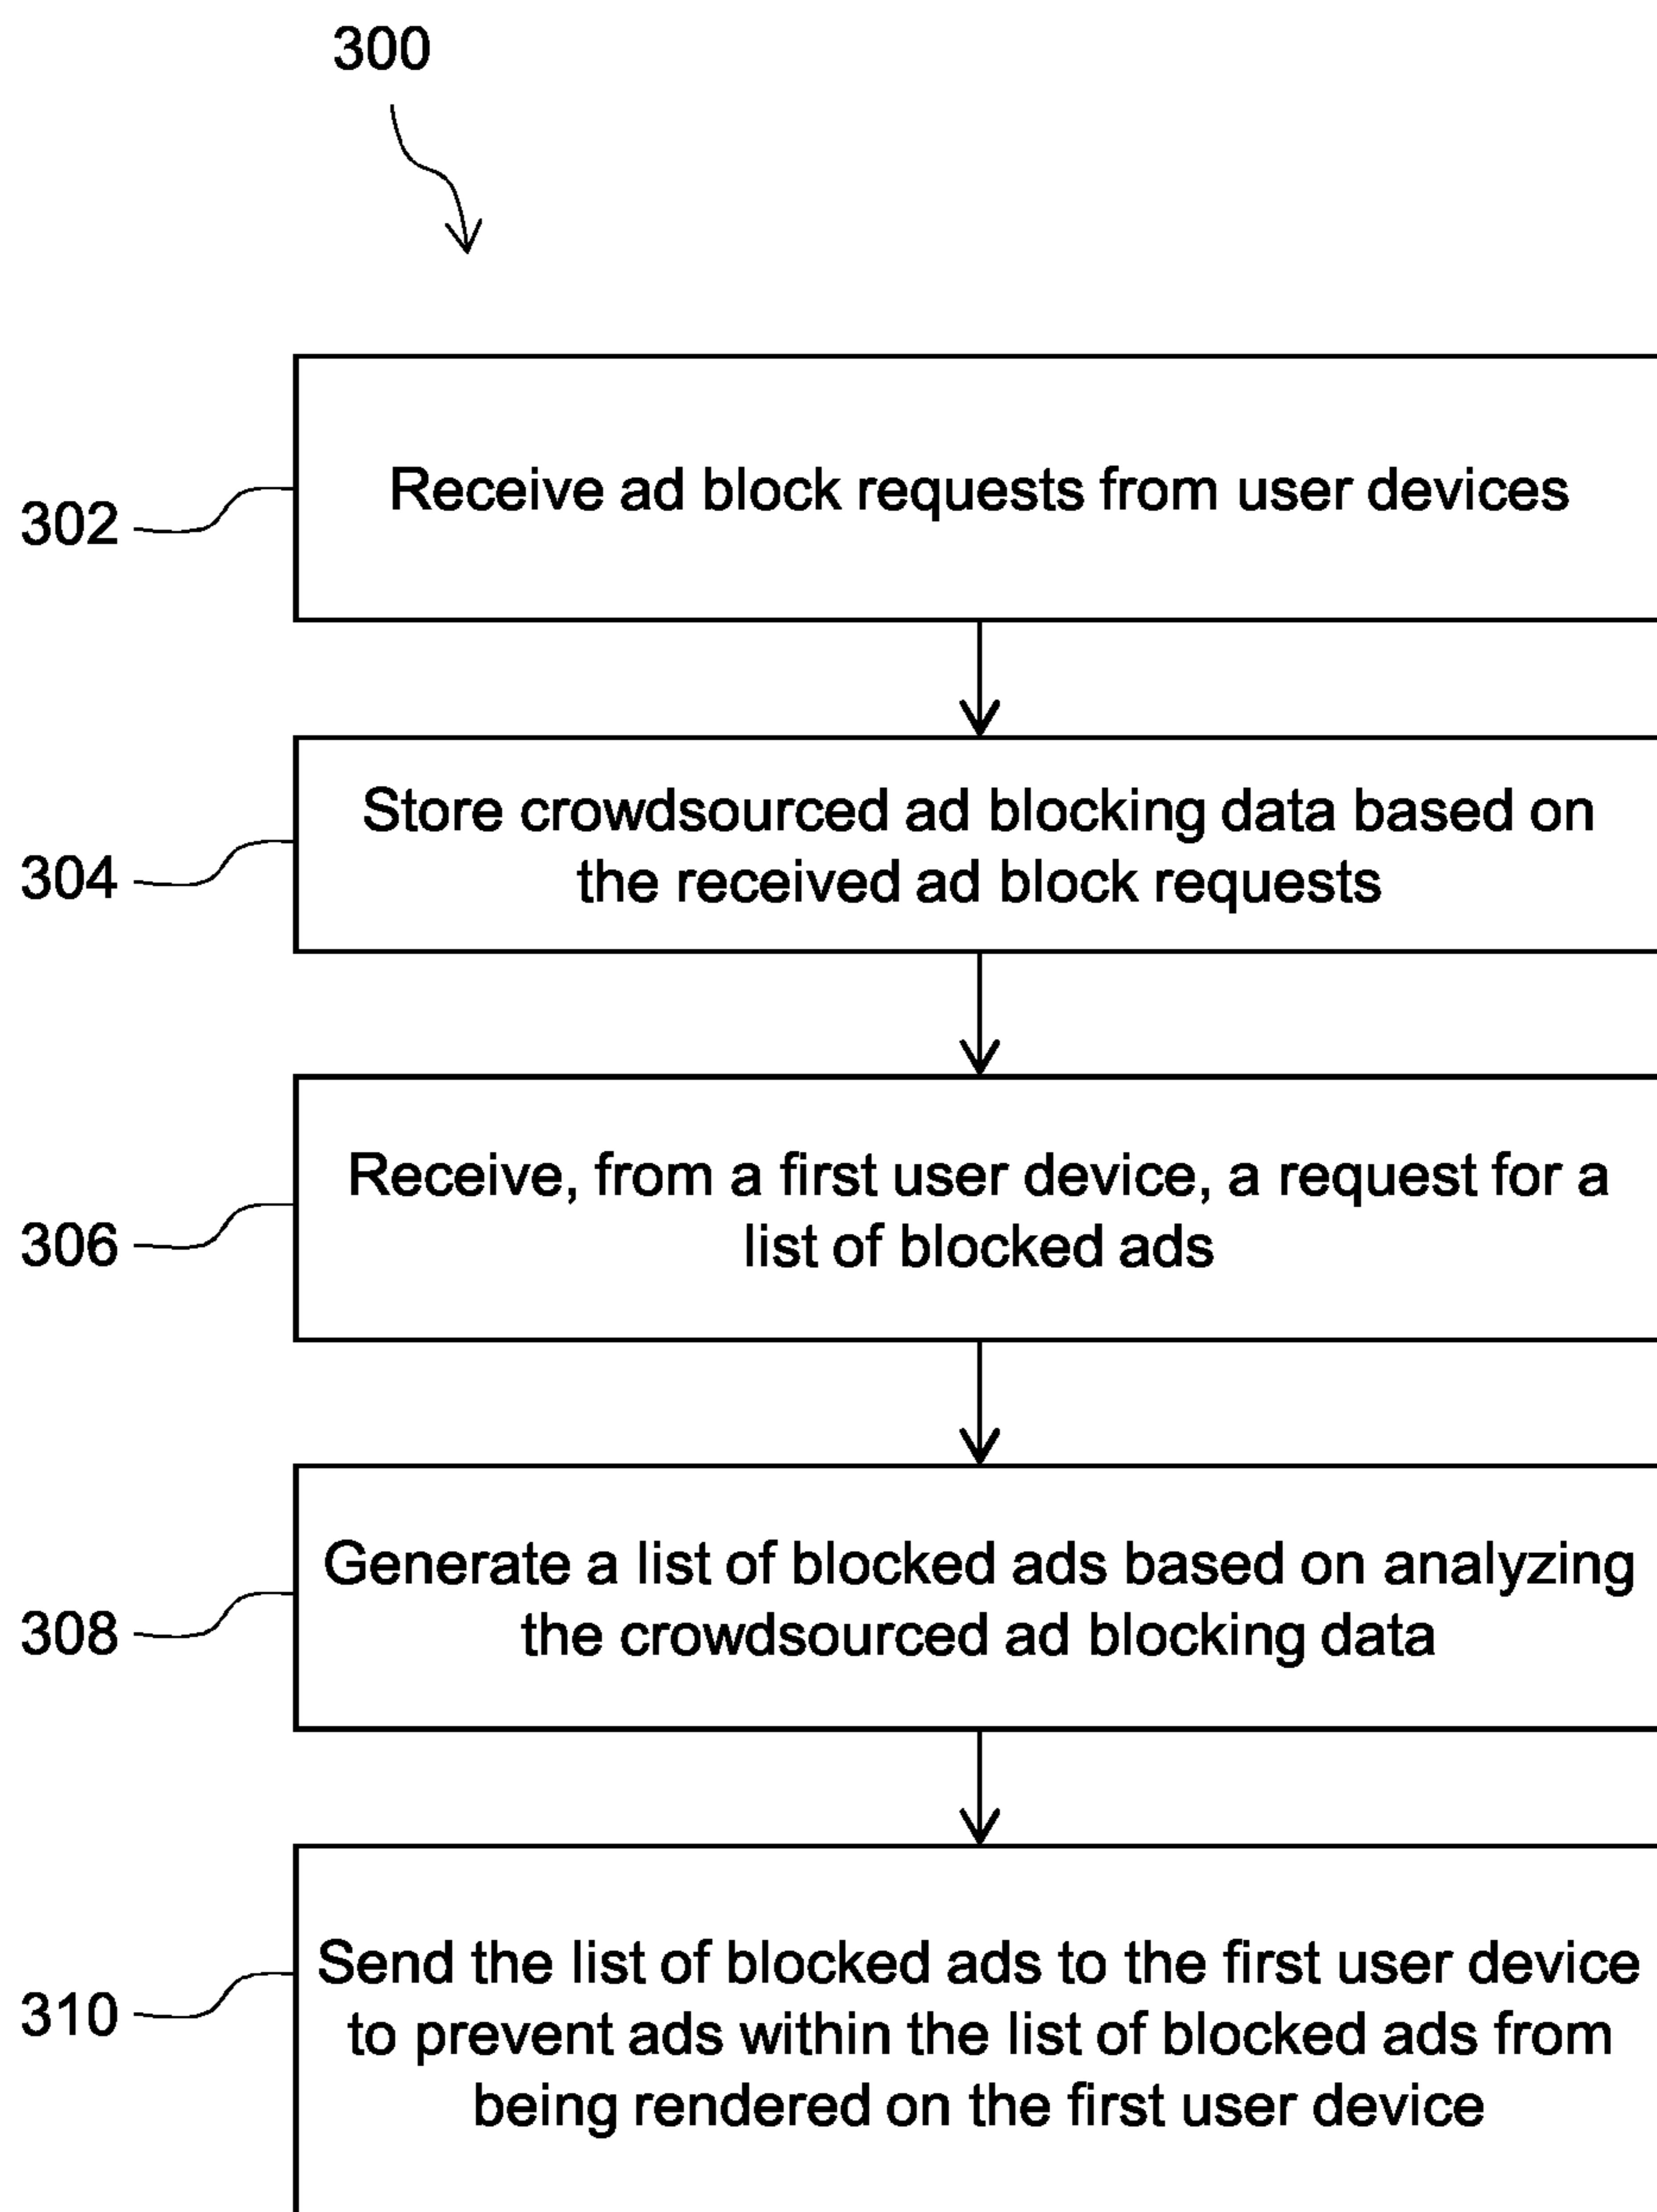 300
302
Receive ad block requests from user devices
304
Store crowdsourced ad blocking data based on
the received ad block requests
306
Receive, from a first user device, a request for a
list of blocked ads
308
Generate a list of blocked ads based on analyzing
the crowdsourced ad blocking data
310
Send the list of blocked ads to the first user device
to prevent ads within the list of blocked ads from
being rendered on the first user device